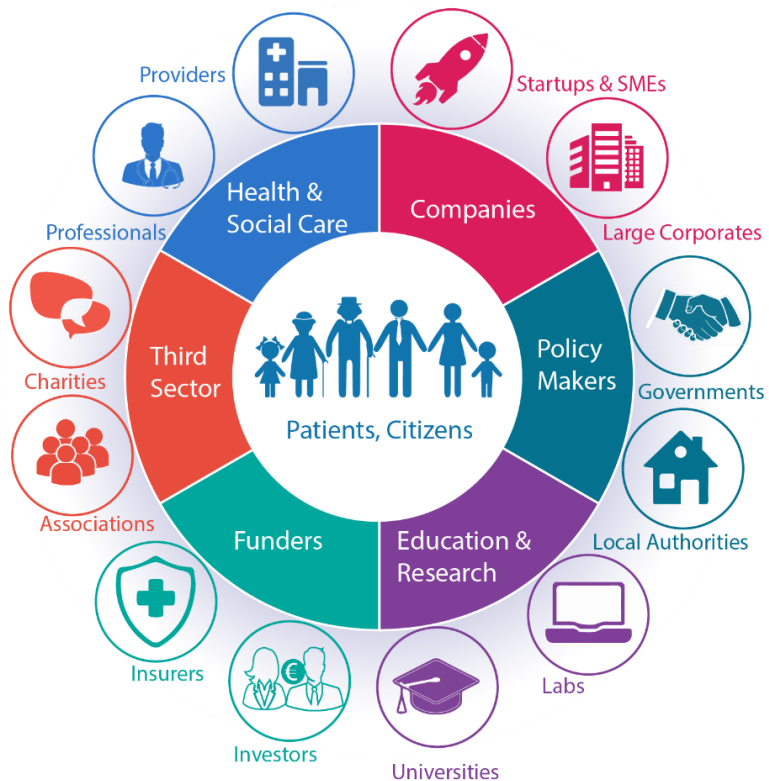 Providers
Startups & SMEs
Health &
Social Care
Companies
Professionals
Large Corporates
Third
Sector
Policy
Makers
Charities
Governments
Patients, Citizens
Associations
Local Authorities
Funders
Education &
Research
Insurers
Labs
Investors
Universities
€